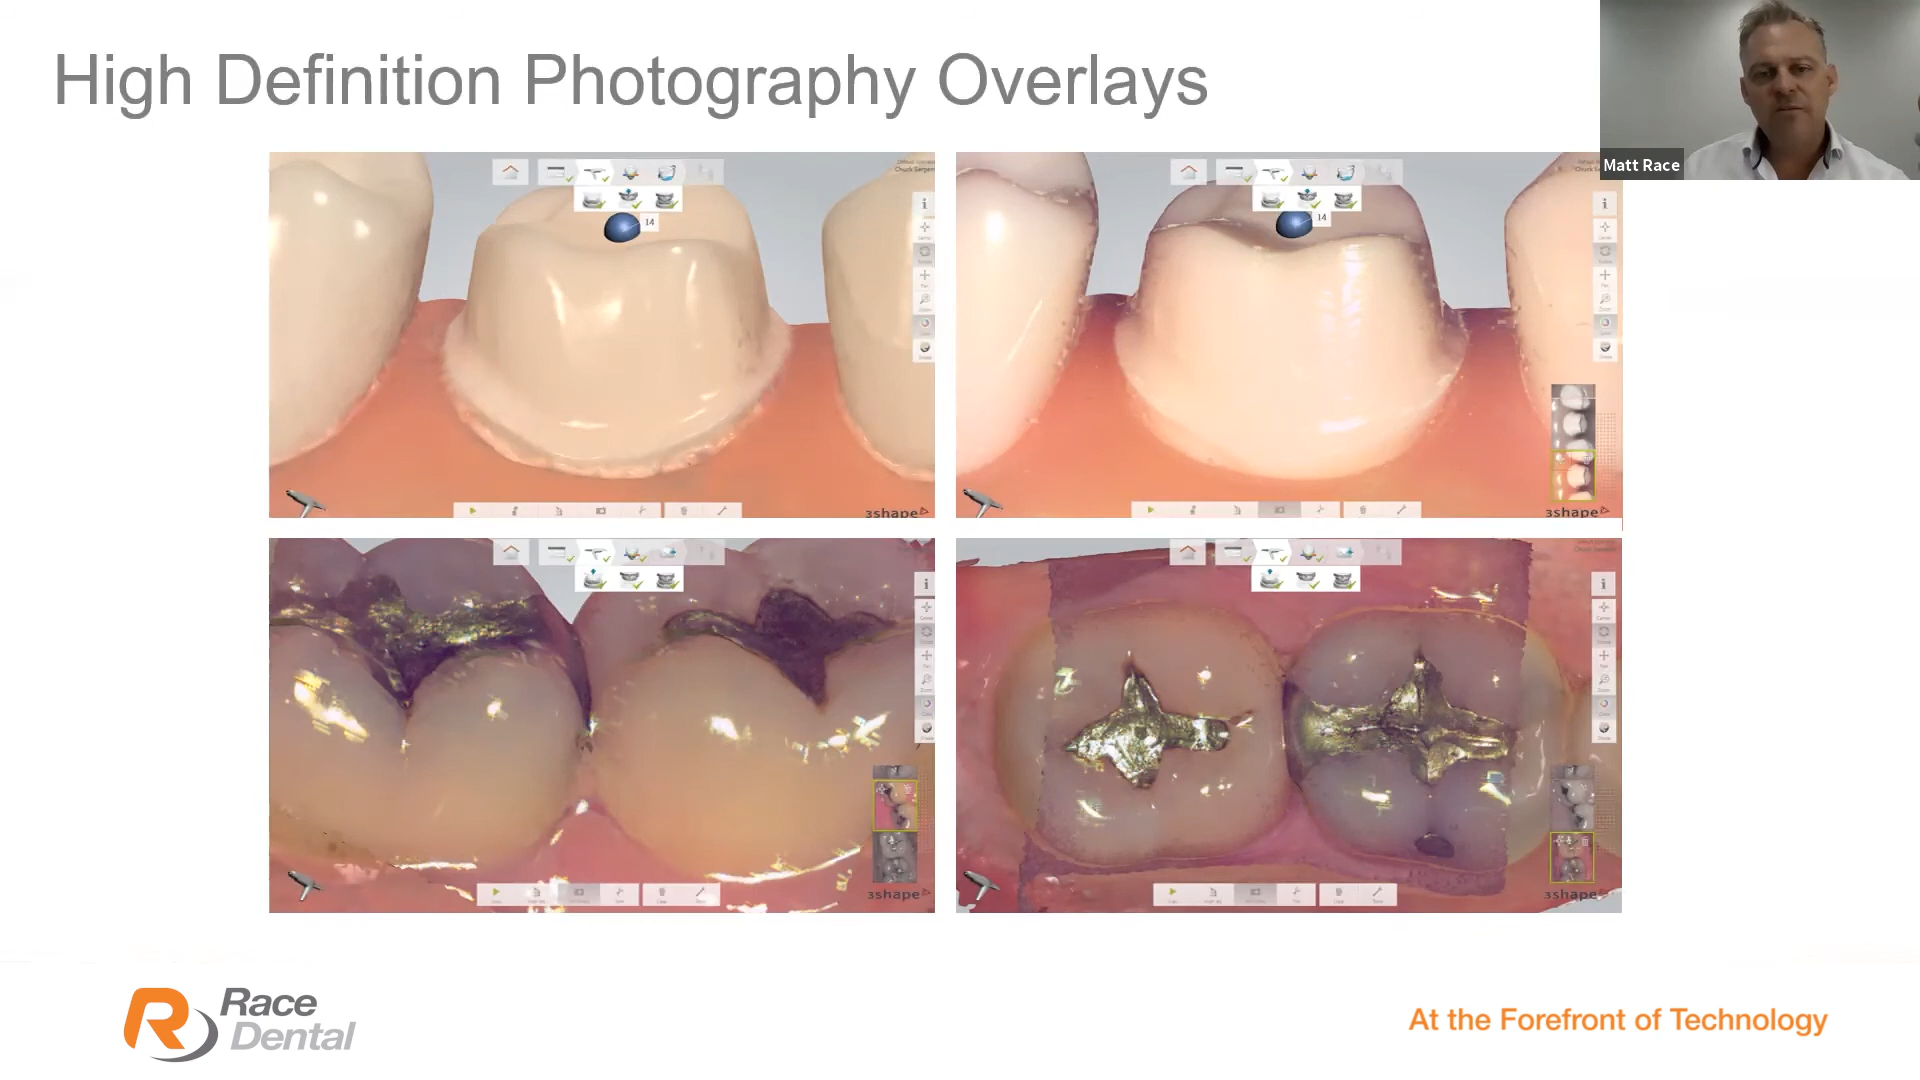 High Definition Photography Overlays
Matt Race
14
14
i
i
3shape
3shape
i
i
3shape
3shape
Race
Dental
At the Forefront of Technology